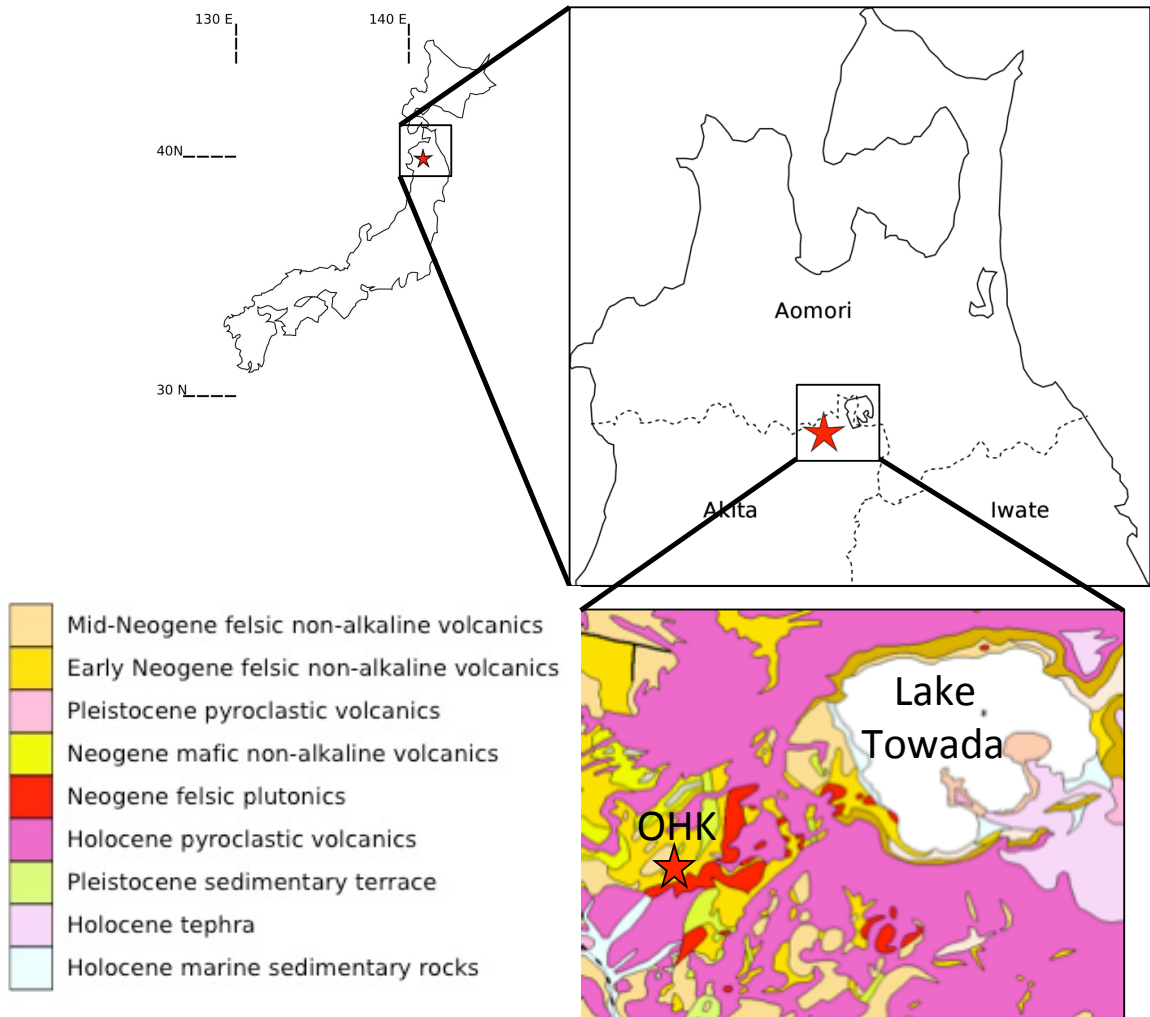 130 E
140 E
40N
30 N
Aomori
Akita
Iwate
Mid-Neogene felsic non-alkaline volcanics
Early Neogene felsic non-alkaline volcanics
Pleistocene pyroclastic volcanics
Neogene mafic non-alkaline volcanics
Neogene felsic plutonics
Holocene pyroclastic volcanics
Pleistocene sedimentary terrace
Holocene tephra
Holocene marine sedimentary rocks
Lake
Towada
OHK